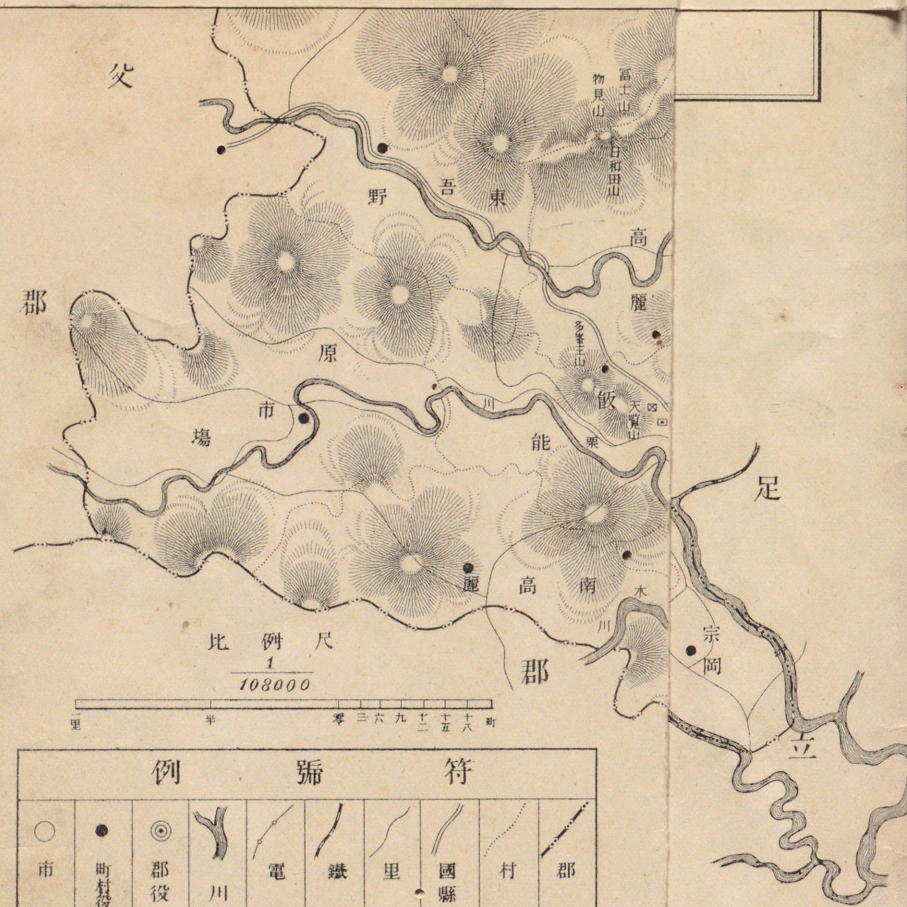 父
冨士山
物見山
日和田山
東吾野
高麗
郡
原市場
多峯主山
飯能
天覧山
川
栗
足
南高麗
木
川
宗岡
郡
立
比例尺
1
108000
一里
半
零
三
六
九
十二
十五
十八
町
符號例
郡
村
國縣
里
鐵
電
川
郡役
町村役
市